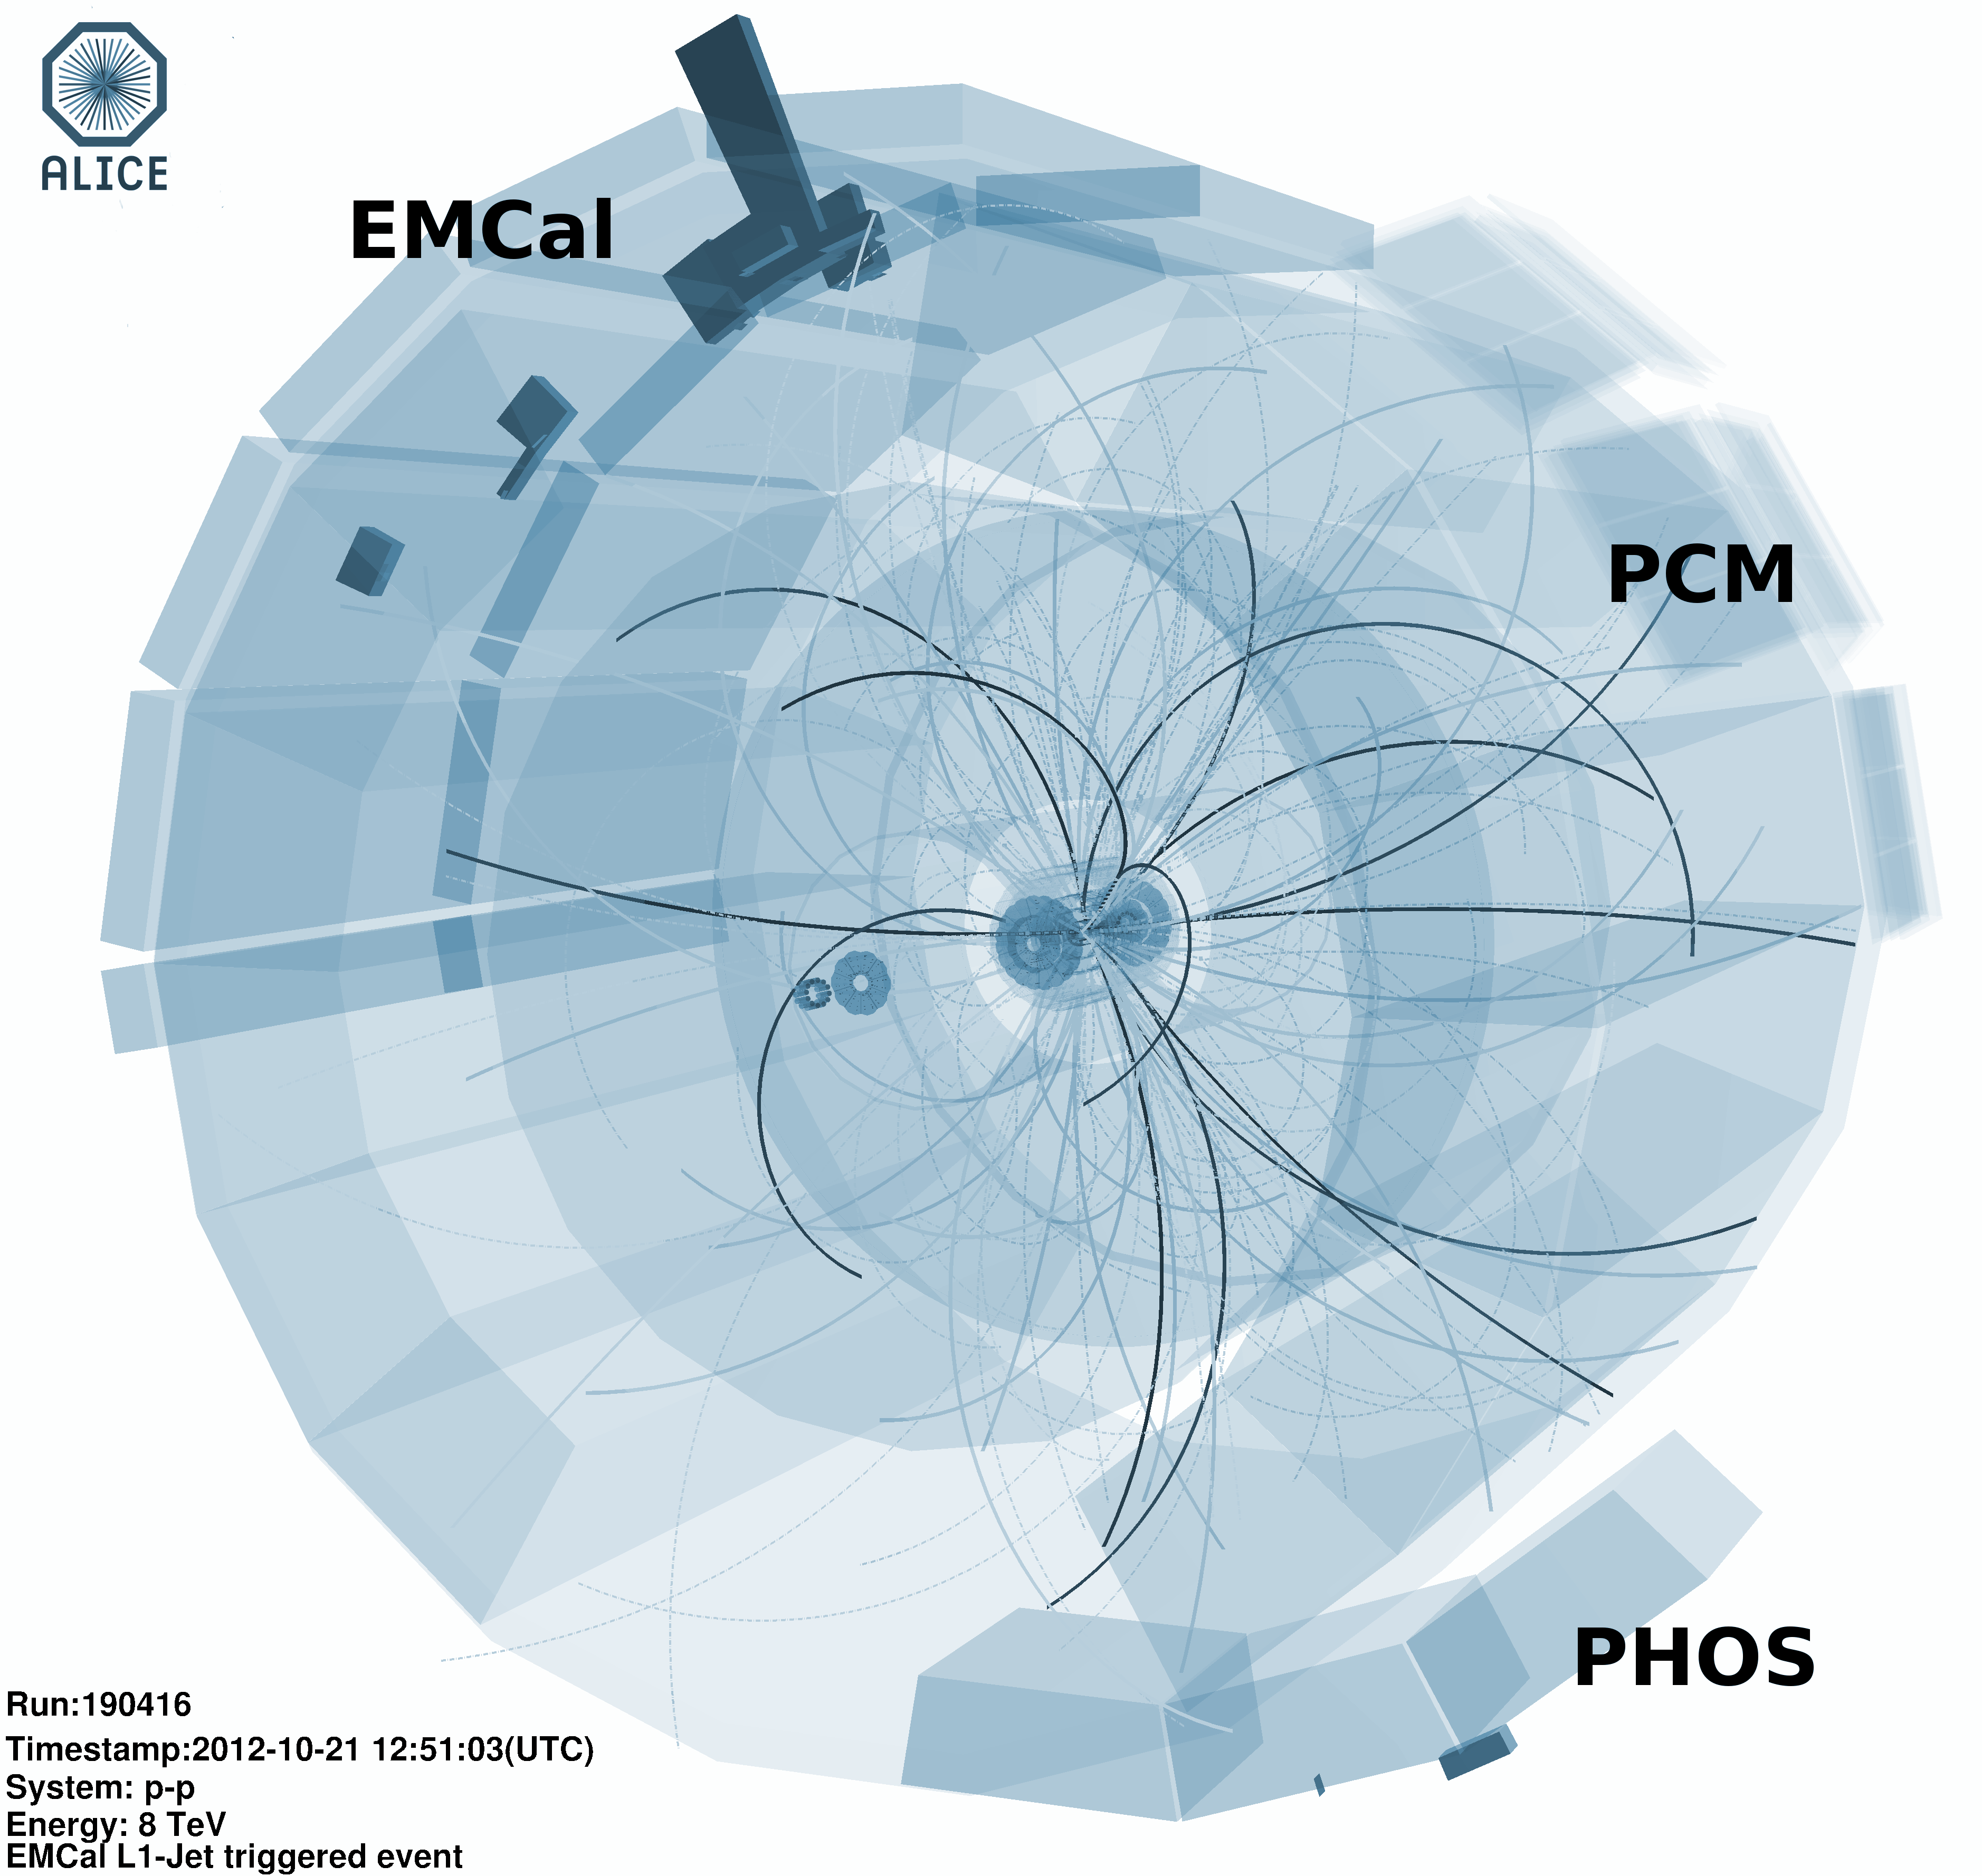 ALICE
EMCal
PCM
PHOS
Run:190416
Timestamp:2012-10-21 12:51:03(UTC)
System: p-p
Energy: 8 TeV
EMCal L1-Jet triggered event